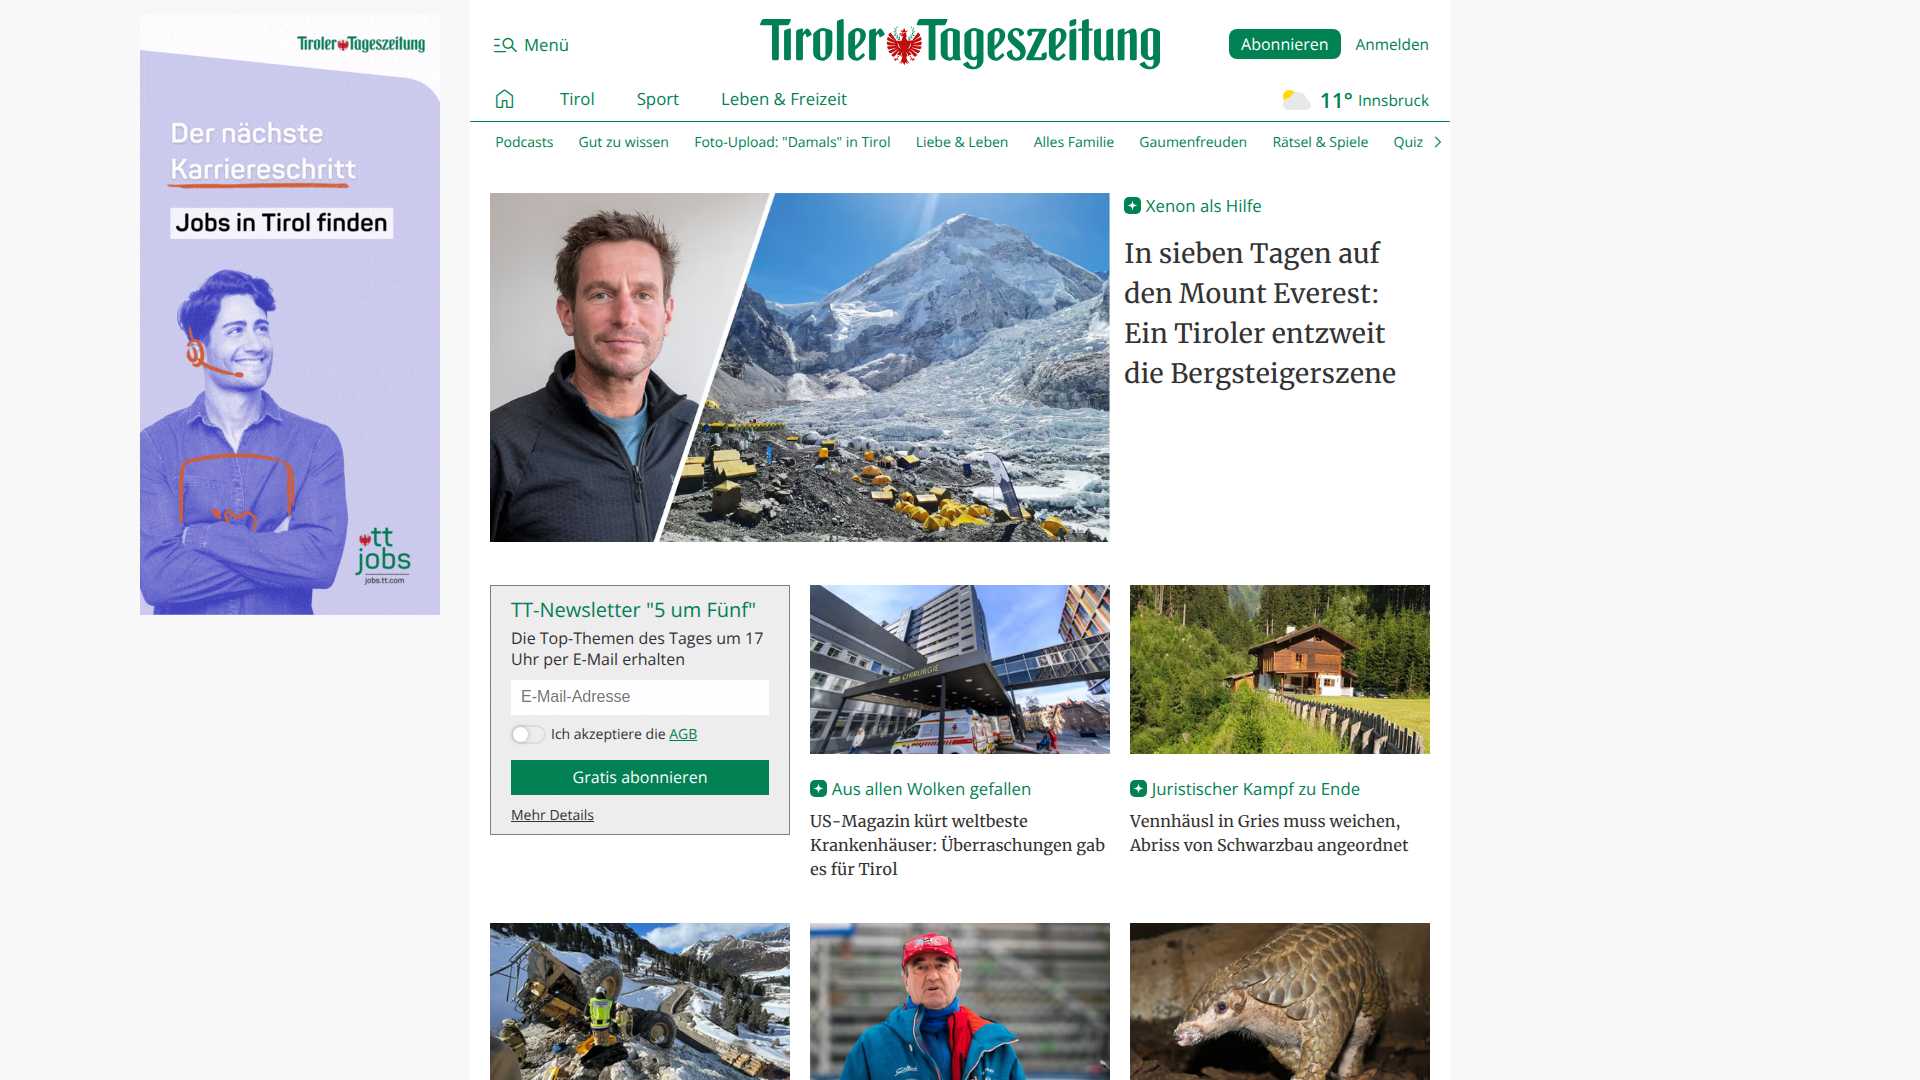 Tiroler Tageszeitung
Der nächste
Karriereschritt
Jobs in Tirol finden
tt
jobs
jobs.tt.com
Menü
Tiroler Tageszeitung
Abonnieren
Anmelden
Tirol
Sport
Leben & Freizeit
11° Innsbruck
Podcasts
Gut zu wissen
Foto-Upload: "Damals" in Tirol
Liebe & Leben
Alles Familie
Gaumenfreuden
Rätsel & Spiele
Quiz
Xenon als Hilfe
In sieben Tagen auf
den Mount Everest:
Ein Tiroler entzweit
die Bergsteigerszene
TT-Newsletter "5 um Fünf"
Die Top-Themen des Tages um 17
Uhr per E-Mail erhalten
E-Mail-Adresse
Ich akzeptiere die AGB
Gratis abonnieren
Mehr Details
CHIRURGIE
Aus allen Wolken gefallen
US-Magazin kürt weltbeste
Krankenhäuser: Überraschungen gab
es für Tirol
Juristischer Kampf zu Ende
Vennhäusl in Gries muss weichen,
Abriss von Schwarzbau angeordnet